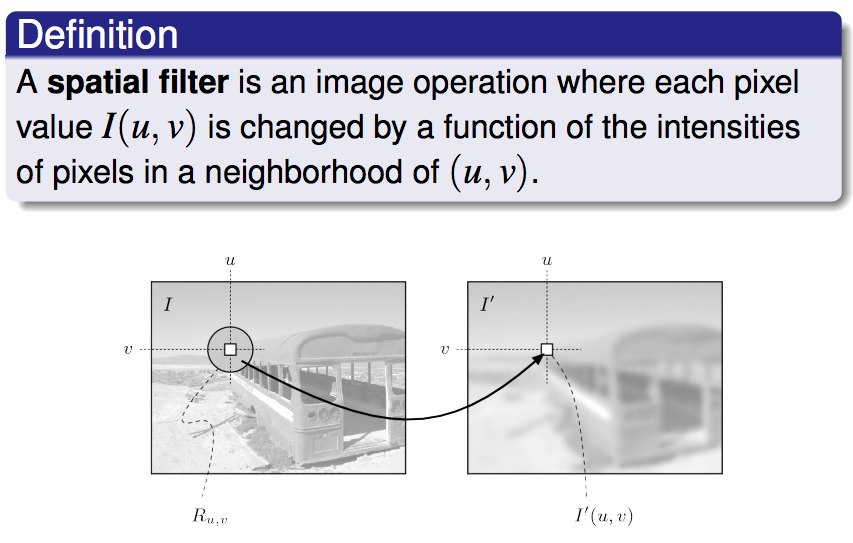 Definition
A spatial filter is an image operation where each pixel
value I(u, v) is changed by a function of the intensities
of pixels in a neighborhood of (u, v).
u
u
I
I′
v
v
R_{u,v}
I′(u, v)